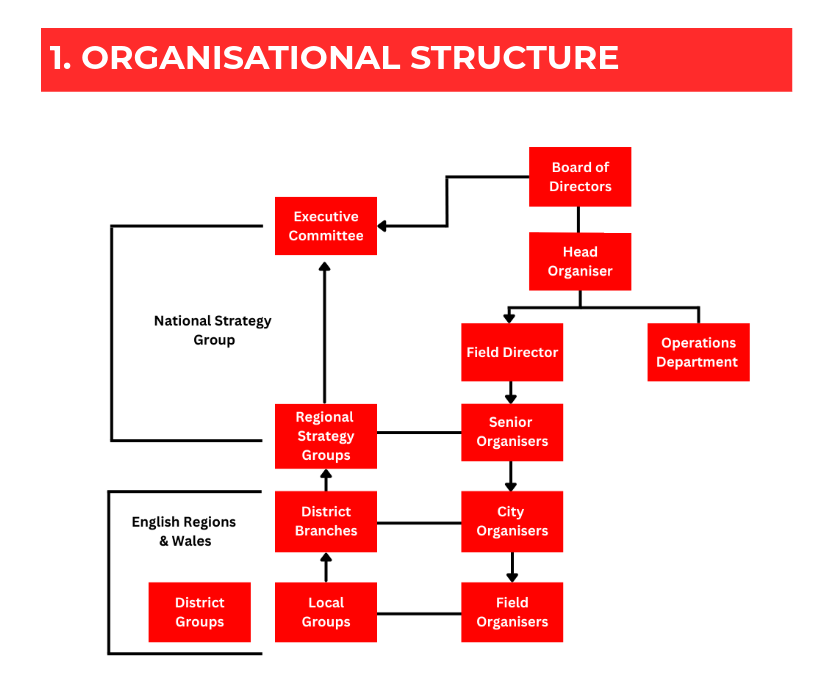 1. ORGANISATIONAL STRUCTURE
Board of
Directors
Executive
Committee
Head
Organiser
National Strategy
Group
Field Director
Operations
Department
Regional
Strategy
Groups
Senior
Organisers
English Regions
& Wales
District
Branches
City
Organisers
District
Groups
Local
Groups
Field
Organisers